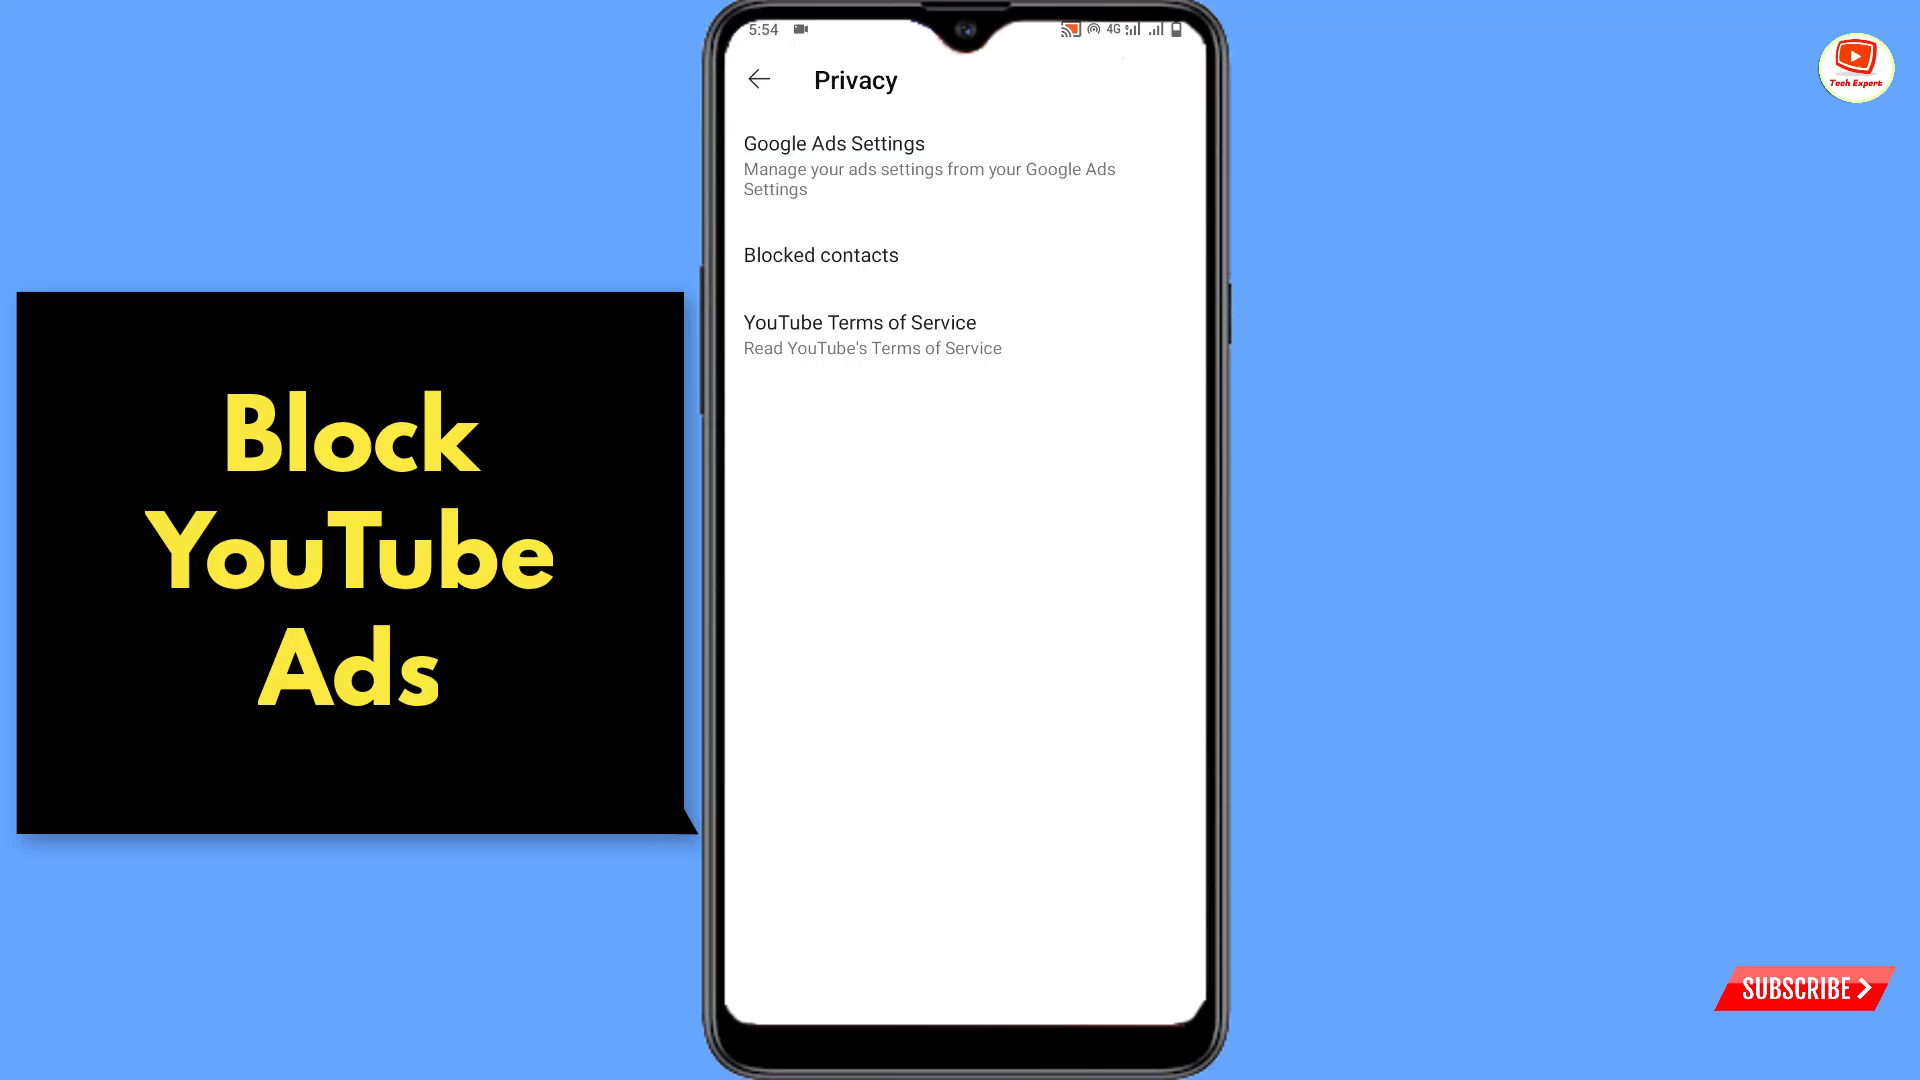 5:54
4G
Privacy
Google Ads Settings
Manage your ads settings from your Google Ads
Settings
Blocked contacts
YouTube Terms of Service
Read YouTube's Terms of Service
Block
YouTube
Ads
Tech Expert
SUBSCRIBE